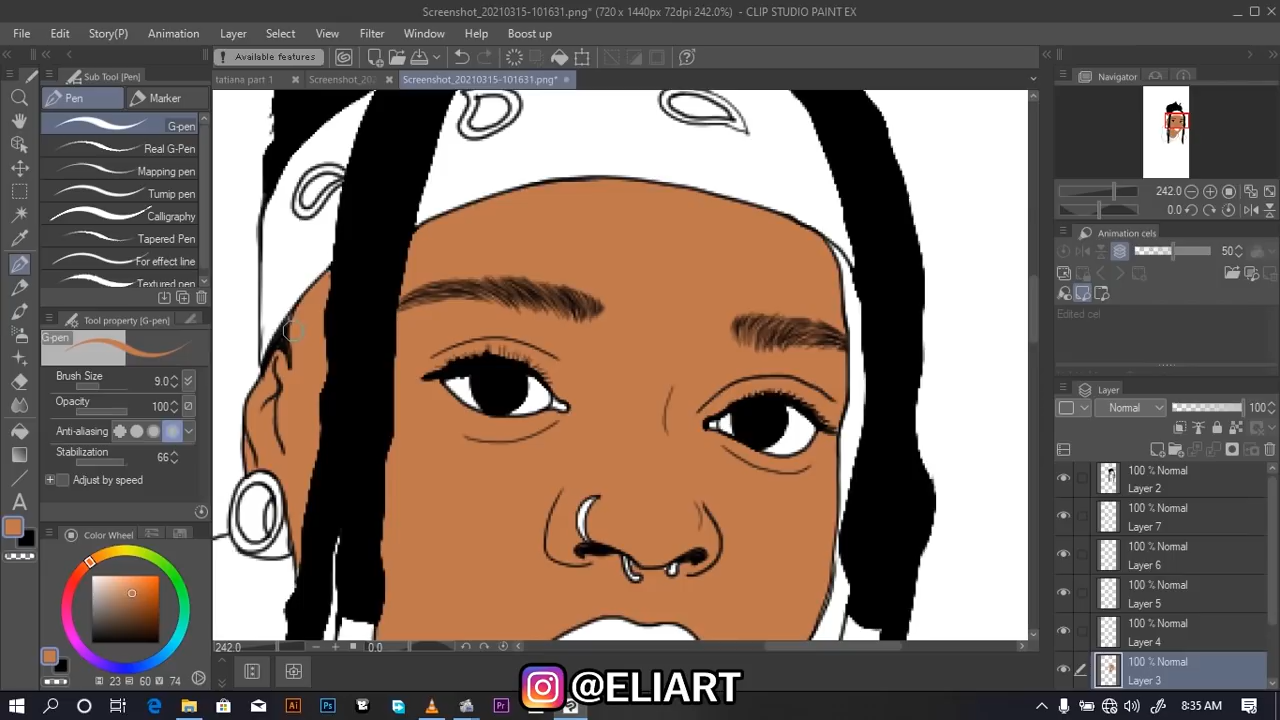 Screenshot_20210315-101631.png* (720 x 1440px 72dpi 242.0%) - CLIP STUDIO PAINT EX
File Edit Story(P) Animation Layer Select View Filter Window Help Boost up
Available features
Sub Tool [Pen]
tatiana part 1
Screenshot_202
Screenshot_20210315-101631.png*
Navigator
Pen
Marker
G-pen
Real G-Pen
Mapping pen
Turnip pen
Calligraphy
Tapered Pen
For effect line
Textured pen
Tool property [G-pen]
G-pen
Brush Size 9.0
Opacity 100
Anti-aliasing
Stabilization 66
Adjust by speed
Color Wheel
H 23 S 60 V 74
242.0
0.0
Animation cels
50
Edited cel
Layer
Normal 100
100 % Normal
Layer 2
100 % Normal
Layer 7
100 % Normal
Layer 6
100 % Normal
Layer 5
100 % Normal
Layer 4
100 % Normal
Layer 3
242.0 0.0
@ELIART
Ai
Ps
Pr
8:35 AM